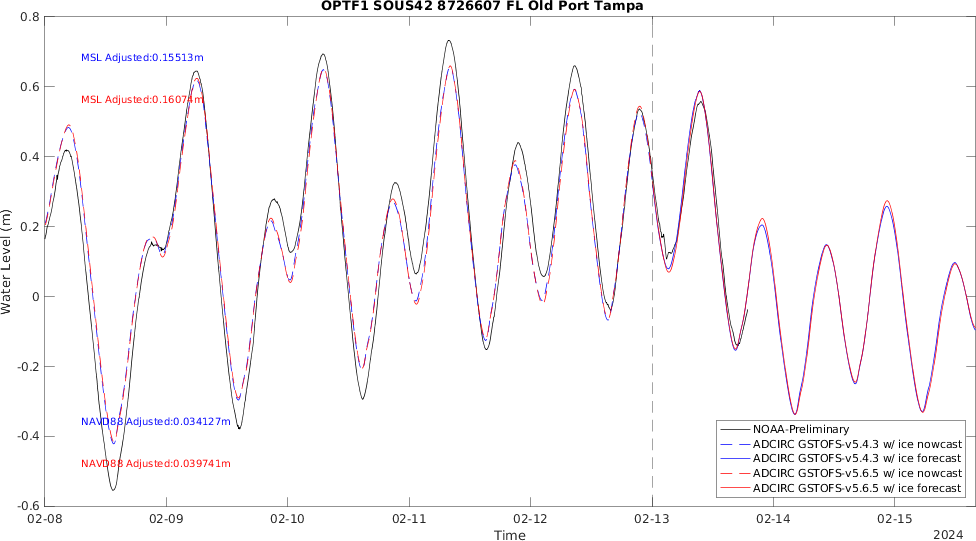 OPTF1 SOUS42 8726607 FL Old Port Tampa
0.8
0.6
0.4
0.2
0
-0.2
-0.4
-0.6
Water Level (m)
MSL Adjusted:0.15513m
MSL Adjusted:0.16074m
NAVD88 Adjusted:0.034127m
NAVD88 Adjusted:0.039741m
NOAA-Preliminary
ADCIRC GSTOFS-v5.4.3 w/ ice nowcast
ADCIRC GSTOFS-v5.4.3 w/ ice forecast
ADCIRC GSTOFS-v5.6.5 w/ ice nowcast
ADCIRC GSTOFS-v5.6.5 w/ ice forecast
02-08 02-09 02-10 02-11 02-12 02-13 02-14 02-15
Time
2024